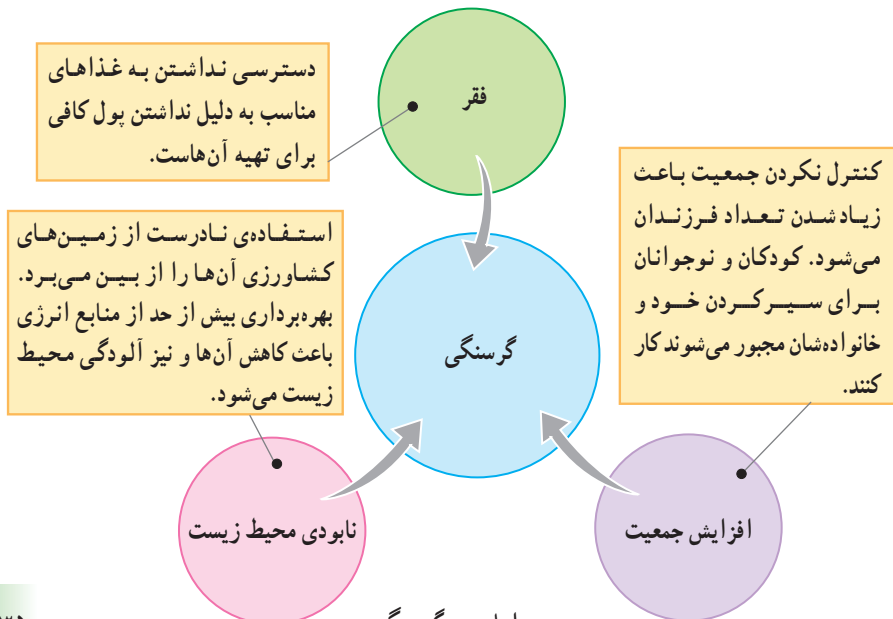 فقر
دسترسی نداشتن به غذاهای
مناسب به دلیل نداشتن پول کافی
برای تهیه آن‌هاست.
کنترل نکردن جمعیت باعث
زیاد شدن تعداد فرزندان
می‌شود. کودکان و نوجوانان
برای سیر کردن خود و
خانواده‌شان مجبور می‌شوند کار
کنند.
استفاده‌ی نادرست از زمین‌های
کشاورزی آن‌ها را از بین می‌برد.
بهره‌برداری بیش از حد از منابع انرژی
باعث کاهش آن‌ها و نیز آلودگی محیط
زیست می‌شود.
گرسنگی
افزایش جمعیت
نابودی محیط زیست